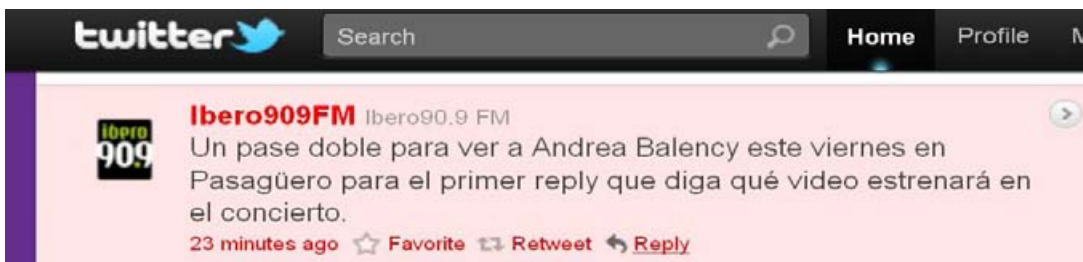 twitter Search Home Profile
Ibero909FM Ibero90.9 FM
ibero
90.9
Un pase doble para ver a Andrea Balency este viernes en
Pasagüero para el primer reply que diga qué video estrenará en
el concierto.
23 minutes ago Favorite Retweet Reply